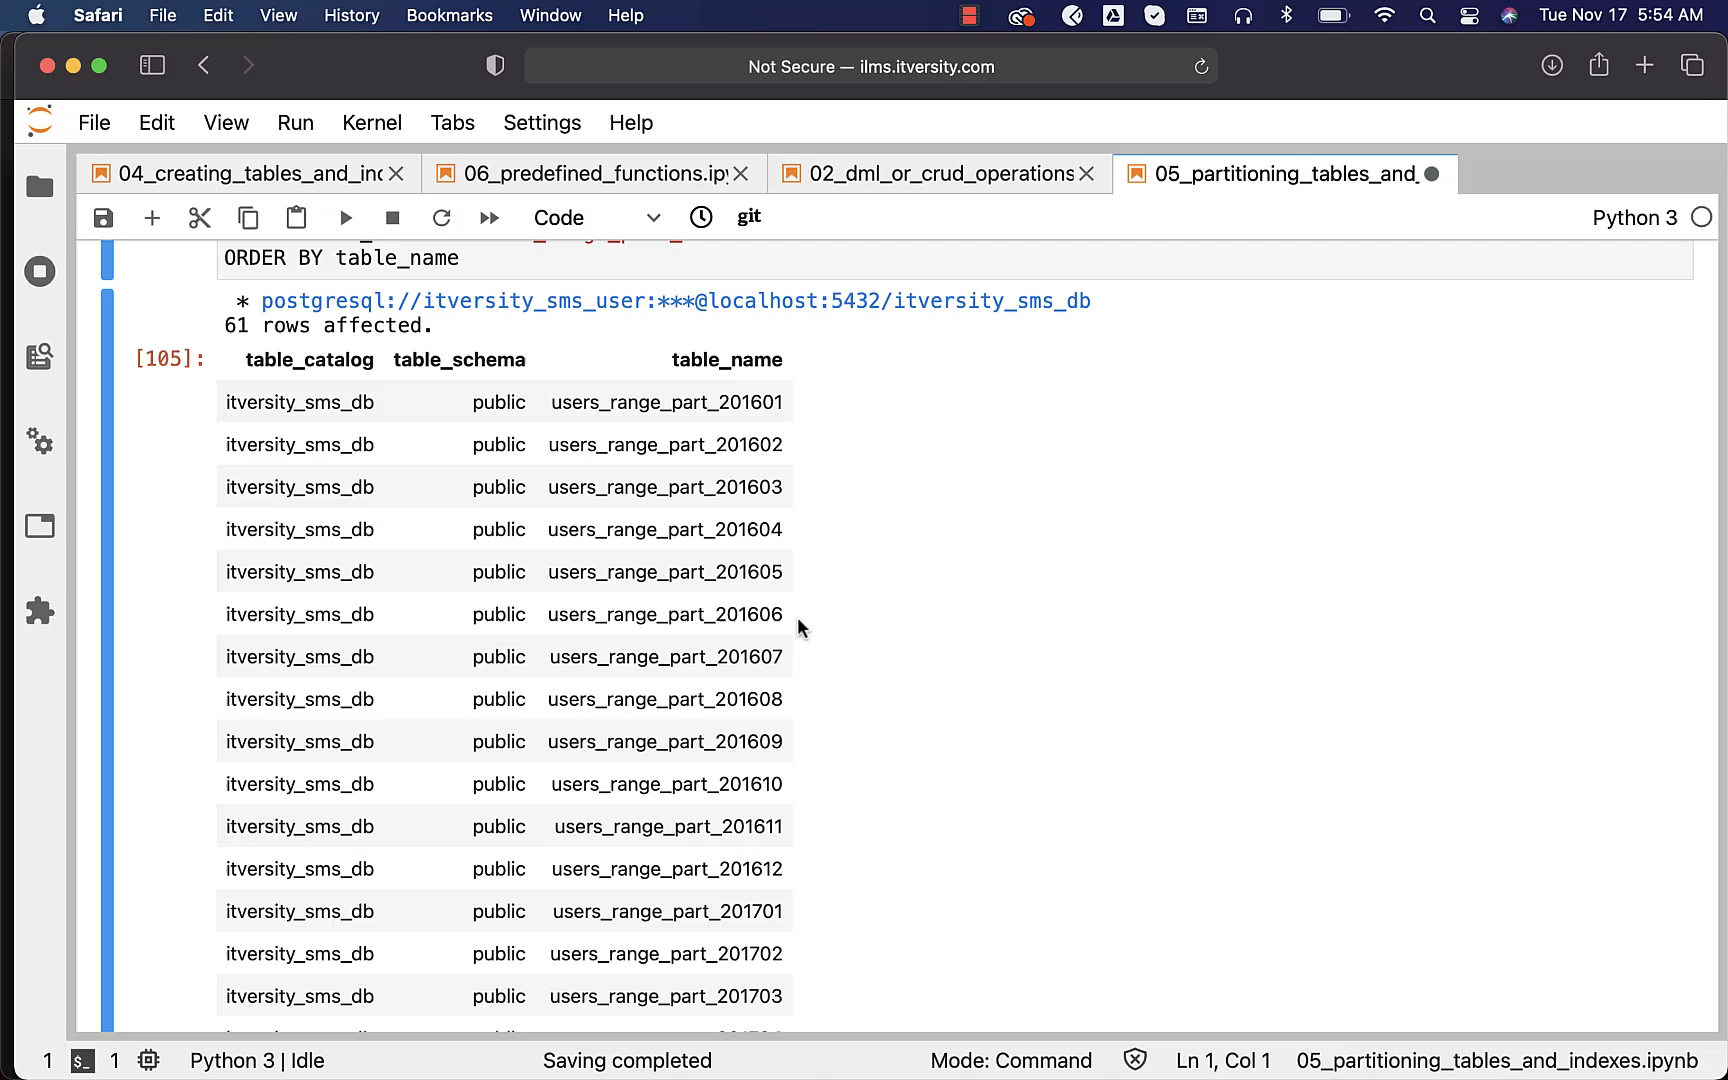 Safari File Edit View History Bookmarks Window Help Tue Nov 17 5:54 AM
Not Secure — ilms.itversity.com
File Edit View Run Kernel Tabs Settings Help
04_creating_tables_and_inc 06_predefined_functions.ipy 02_dml_or_crud_operations 05_partitioning_tables_and_
Code git Python 3
ORDER BY table_name
* postgresql://itversity_sms_user:***@localhost:5432/itversity_sms_db
61 rows affected.
[105]: table_catalog table_schema table_name
itversity_sms_db public users_range_part_201601
itversity_sms_db public users_range_part_201602
itversity_sms_db public users_range_part_201603
itversity_sms_db public users_range_part_201604
itversity_sms_db public users_range_part_201605
itversity_sms_db public users_range_part_201606
itversity_sms_db public users_range_part_201607
itversity_sms_db public users_range_part_201608
itversity_sms_db public users_range_part_201609
itversity_sms_db public users_range_part_201610
itversity_sms_db public users_range_part_201611
itversity_sms_db public users_range_part_201612
itversity_sms_db public users_range_part_201701
itversity_sms_db public users_range_part_201702
itversity_sms_db public users_range_part_201703
1 $_ 1 Python 3 | Idle Saving completed Mode: Command Ln 1, Col 1 05_partitioning_tables_and_indexes.ipynb